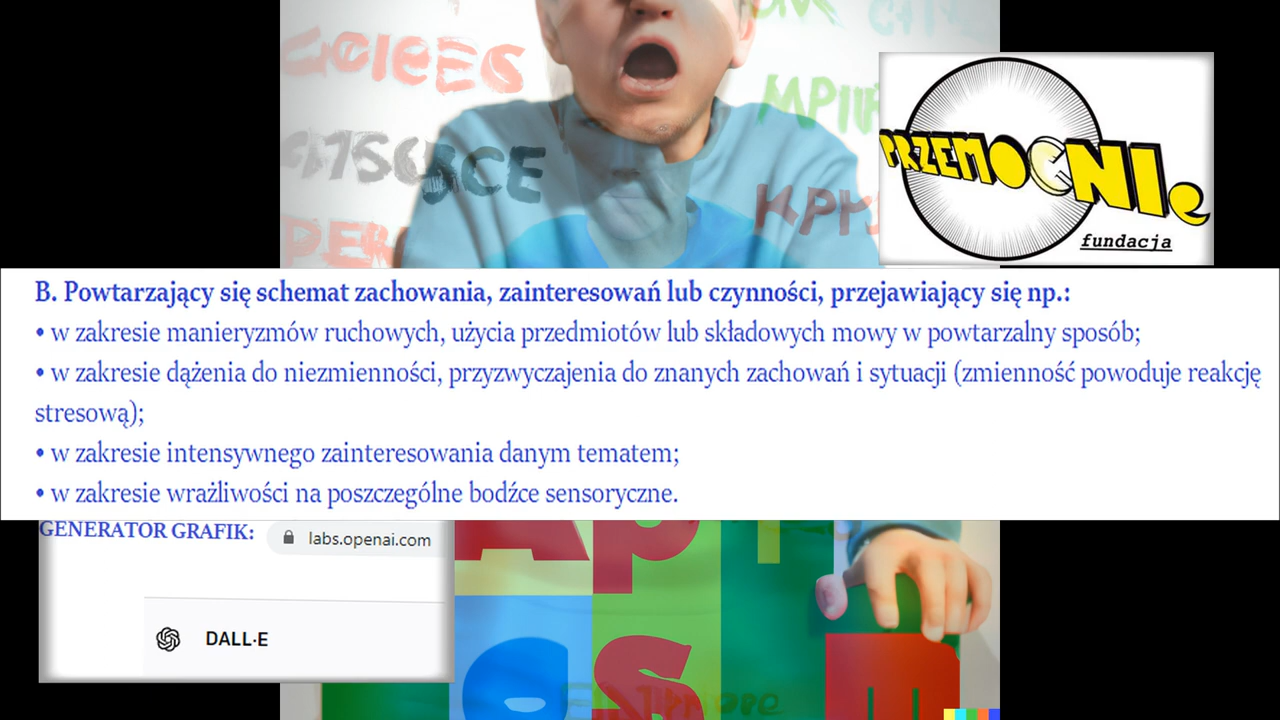 PRZEMOCNI.e
fundacja
B. Powtarzający się schemat zachowania, zainteresowań lub czynności, przejawiający się np.:
• w zakresie manieryzmów ruchowych, użycia przedmiotów lub składowych mowy w powtarzalny sposób;
• w zakresie dążenia do niezmienności, przyzwyczajenia do znanych zachowań i sytuacji (zmienność powoduje reakcję
stresową);
• w zakresie intensywnego zainteresowania danym tematem;
• w zakresie wrażliwości na poszczególne bodźce sensoryczne.
GENERATOR GRAFIK:
labs.openai.com
DALL·E